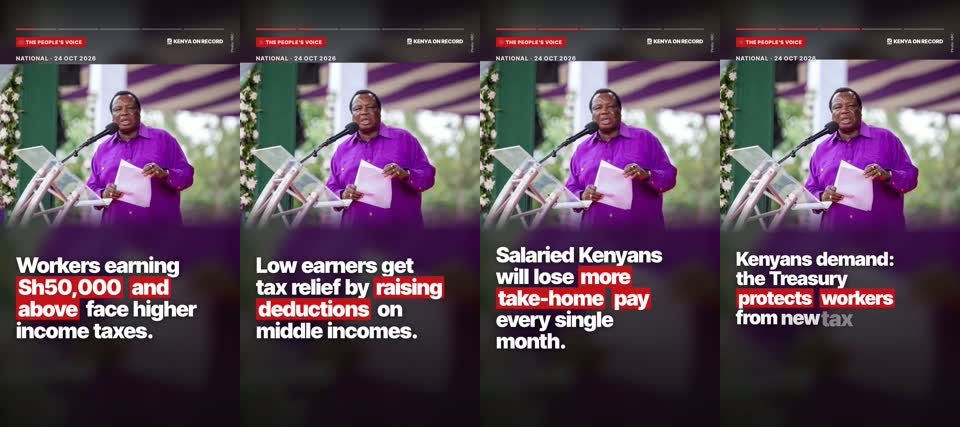 THE PEOPLE'S VOICE
KENYA ON RECORD
NATIONAL · 24 OCT 2026
Workers earning
Sh50,000 and
above face higher
income taxes.
THE PEOPLE'S VOICE
KENYA ON RECORD
NATIONAL · 24 OCT 2026
Low earners get
tax relief by raising
deductions on
middle incomes.
THE PEOPLE'S VOICE
KENYA ON RECORD
NATIONAL · 24 OCT 2026
Salaried Kenyans
will lose more
take-home pay
every single
month.
THE PEOPLE'S VOICE
KENYA ON RECORD
NATIONAL · 24 OCT 2026
Kenyans demand:
the Treasury
protects workers
from new tax